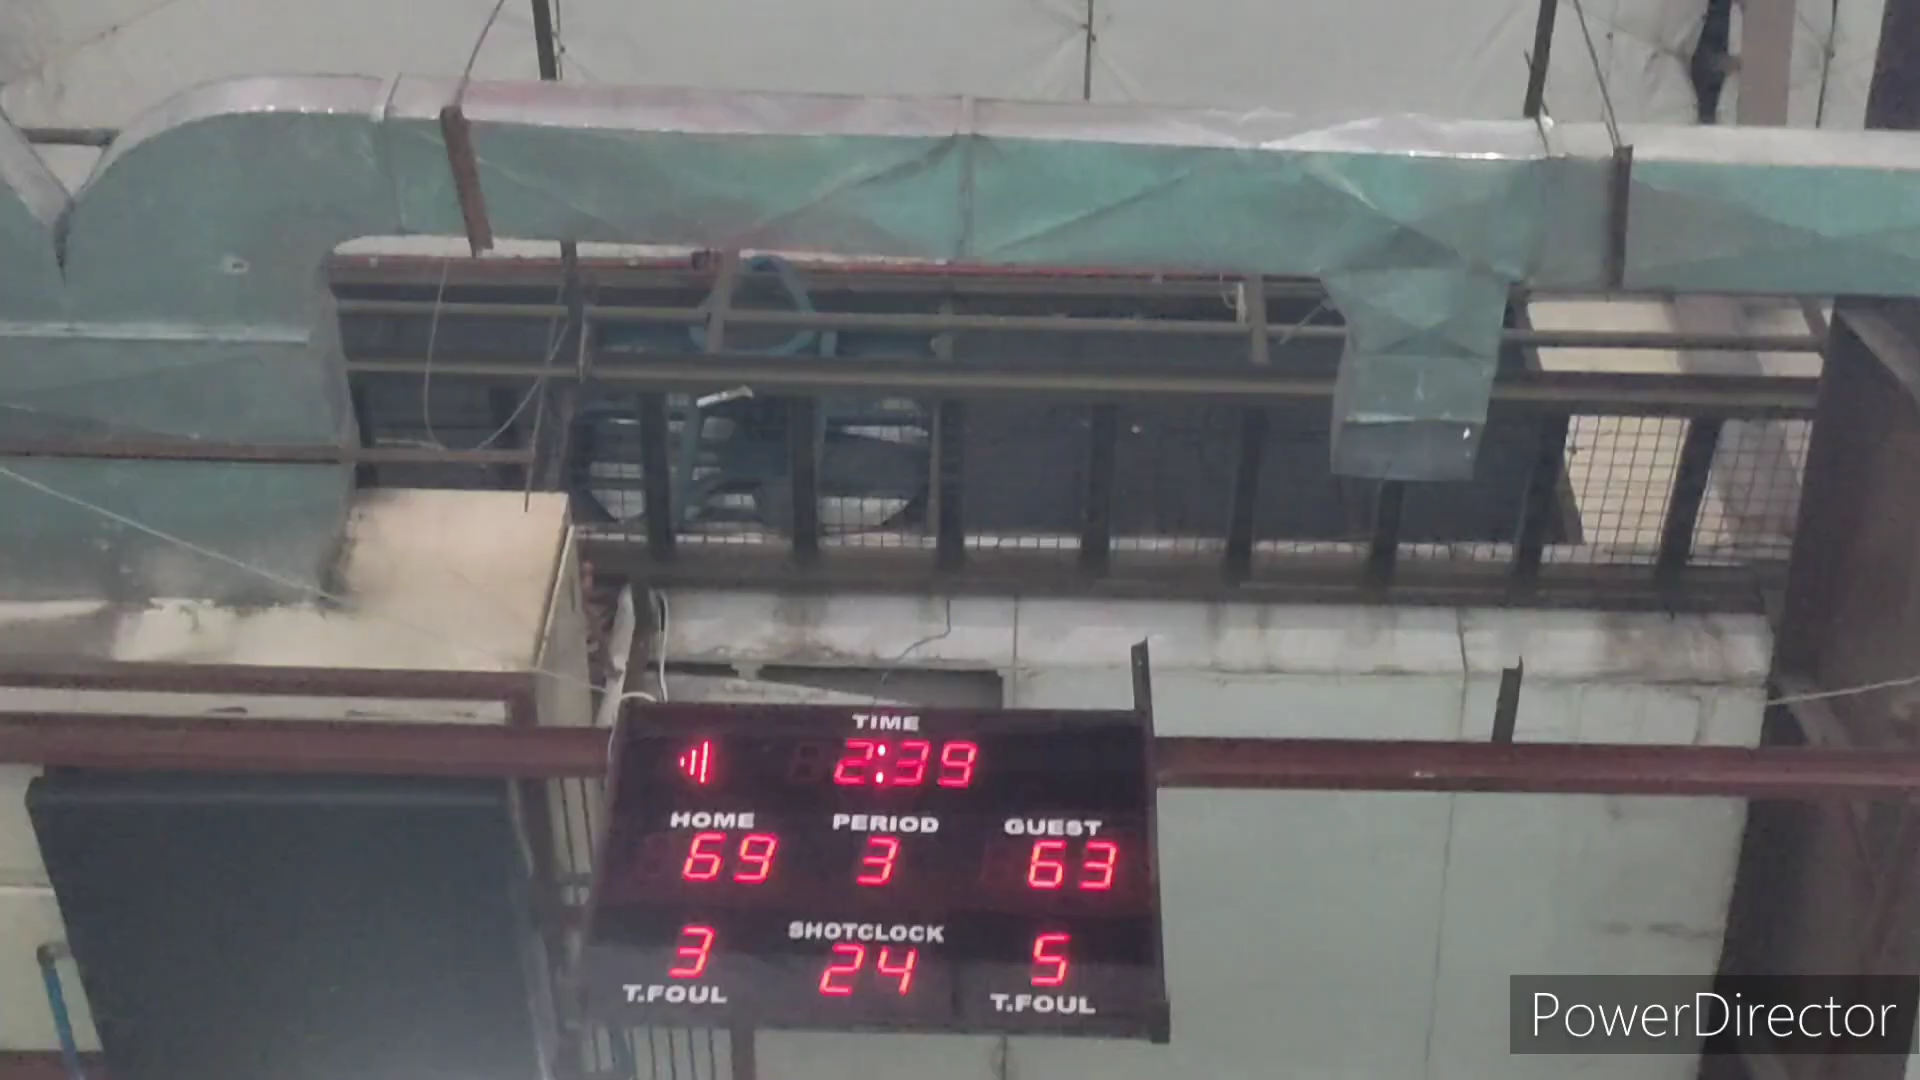 TIME
2:39
HOME PERIOD GUEST
69 3 63
SHOTCLOCK
3 24 5
T.FOUL T.FOUL
PowerDirector